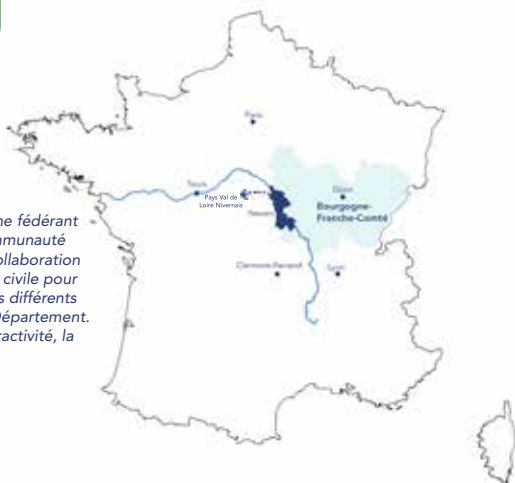 Paris
Tours
Pays Val de
Loire Nivernais
Nevers
Dijon
Bourgogne-
Franche-Comté
Clermont-Ferrand
Lyon
ne fédérant
mmunauté
ollaboration
civile pour
s différents
Département.
ractivité, la